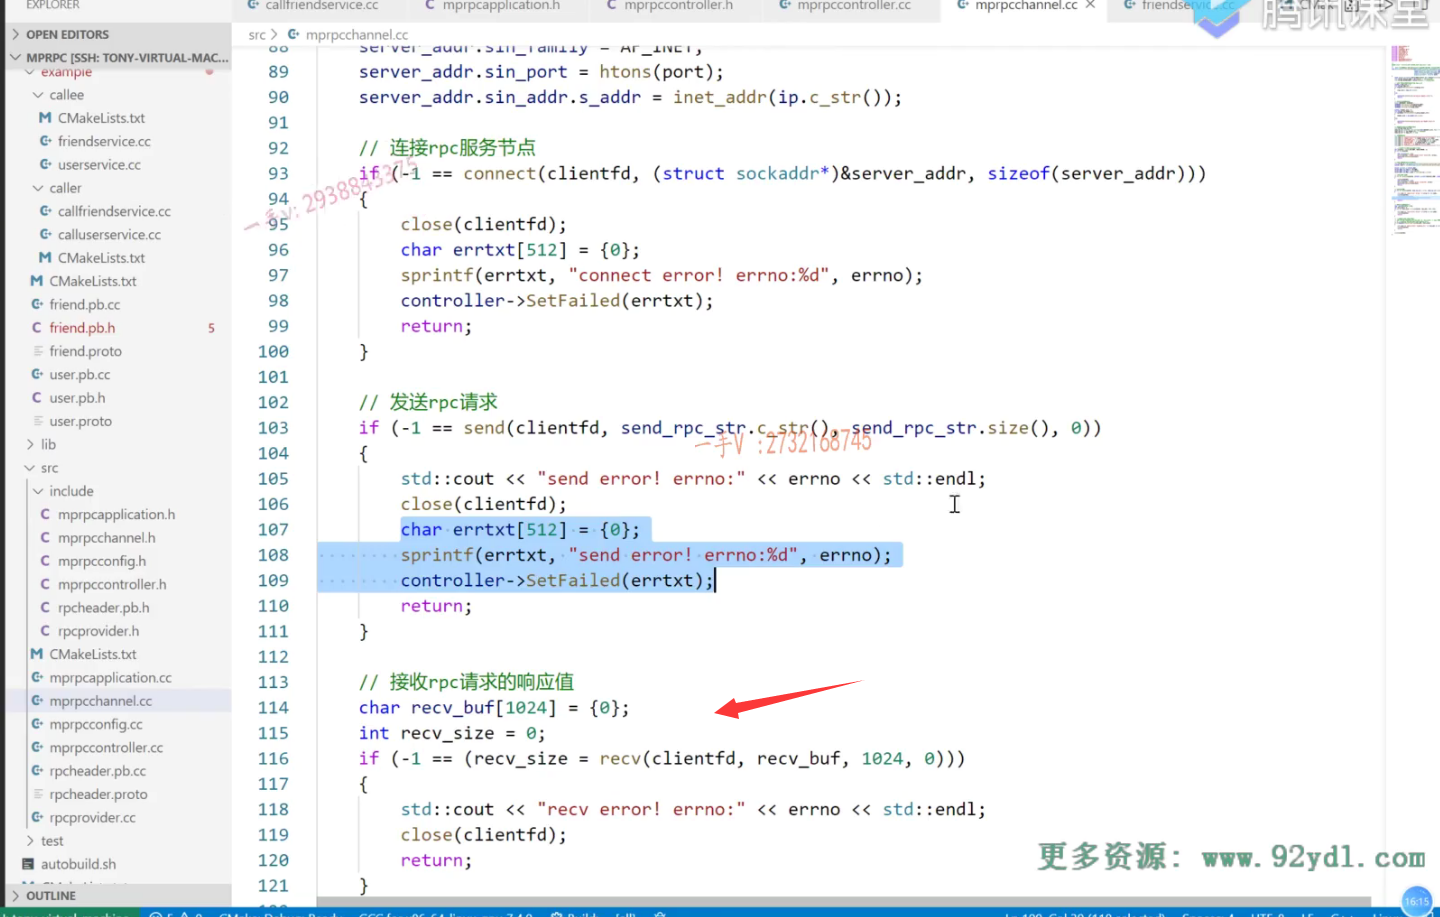 EXPLORER
callfriendservice.cc
mprpcapplication.h
mprpccontroller.h
mprpccontroller.cc
mprpcchannel.cc
腾讯课堂
OPEN EDITORS
MPRPC [SSH: TONY-VIRTUAL-MAC...
example
callee
CMakeLists.txt
friendservice.cc
userservice.cc
caller
callfriendservice.cc
calluserservice.cc
CMakeLists.txt
CMakeLists.txt
friend.pb.cc
friend.pb.h 5
friend.proto
user.pb.cc
user.pb.h
user.proto
lib
src
include
mprpcapplication.h
mprpcchannel.h
mprpcconfig.h
mprpccontroller.h
rpcheader.pb.h
rpcprovider.h
CMakeLists.txt
mprpcapplication.cc
mprpcchannel.cc
mprpcconfig.cc
mprpccontroller.cc
rpcheader.pb.cc
rpcheader.proto
rpcprovider.cc
test
autobuild.sh
OUTLINE
src > mprpcchannel.cc
88 server_addr.sin_family = AF_INET;
89 server_addr.sin_port = htons(port);
90 server_addr.sin_addr.s_addr = inet_addr(ip.c_str());
91
92 // 连接rpc服务节点
93 if (-1 == connect(clientfd, (struct sockaddr*)&server_addr, sizeof(server_addr)))
94 {
95 close(clientfd);
96 char errtxt[512] = {0};
97 sprintf(errtxt, "connect error! errno:%d", errno);
98 controller->SetFailed(errtxt);
99 return;
100 }
101
102 // 发送rpc请求
103 if (-1 == send(clientfd, send_rpc_str.c_str(), send_rpc_str.size(), 0))
104 {
105 std::cout << "send error! errno:" << errno << std::endl;
106 close(clientfd);
107 char errtxt[512] = {0};
108 sprintf(errtxt, "send error! errno:%d", errno);
109 controller->SetFailed(errtxt);
110 return;
111 }
112
113 // 接收rpc请求的响应值
114 char recv_buf[1024] = {0};
115 int recv_size = 0;
116 if (-1 == (recv_size = recv(clientfd, recv_buf, 1024, 0)))
117 {
118 std::cout << "recv error! errno:" << errno << std::endl;
119 close(clientfd);
120 return;
121 }
一手v: 2938845375
一手V :2732168745
更多资源: www.92ydl.com
16:15